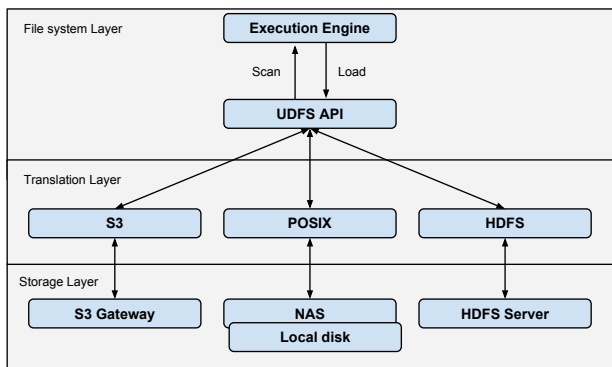 File system Layer
Execution Engine
Scan
Load
UDFS API
Translation Layer
S3
POSIX
HDFS
Storage Layer
S3 Gateway
NAS
HDFS Server
Local disk